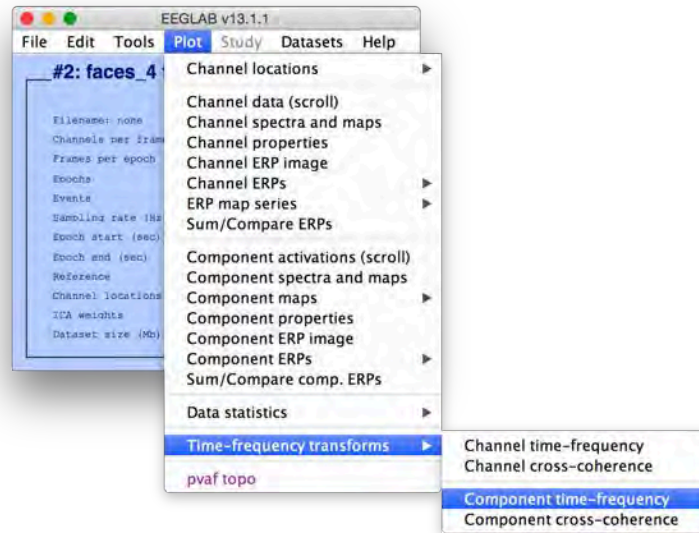 EEGLAB v13.1.1
File Edit Tools Plot Study Datasets Help
#2: faces_4
Filename: none
Channels per fram
Frames per epoch
Epochs
Events
Sampling rate (Hz
Epoch start (sec)
Epoch end (sec)
Reference
Channel locations
ICA weights
Dataset size (Mb)
Channel locations
Channel data (scroll)
Channel spectra and maps
Channel properties
Channel ERP image
Channel ERPs
ERP map series
Sum/Compare ERPs
Component activations (scroll)
Component spectra and maps
Component maps
Component properties
Component ERP image
Component ERPs
Sum/Compare comp. ERPs
Data statistics
Time-frequency transforms
pvaf topo
Channel time-frequency
Channel cross-coherence
Component time-frequency
Component cross-coherence